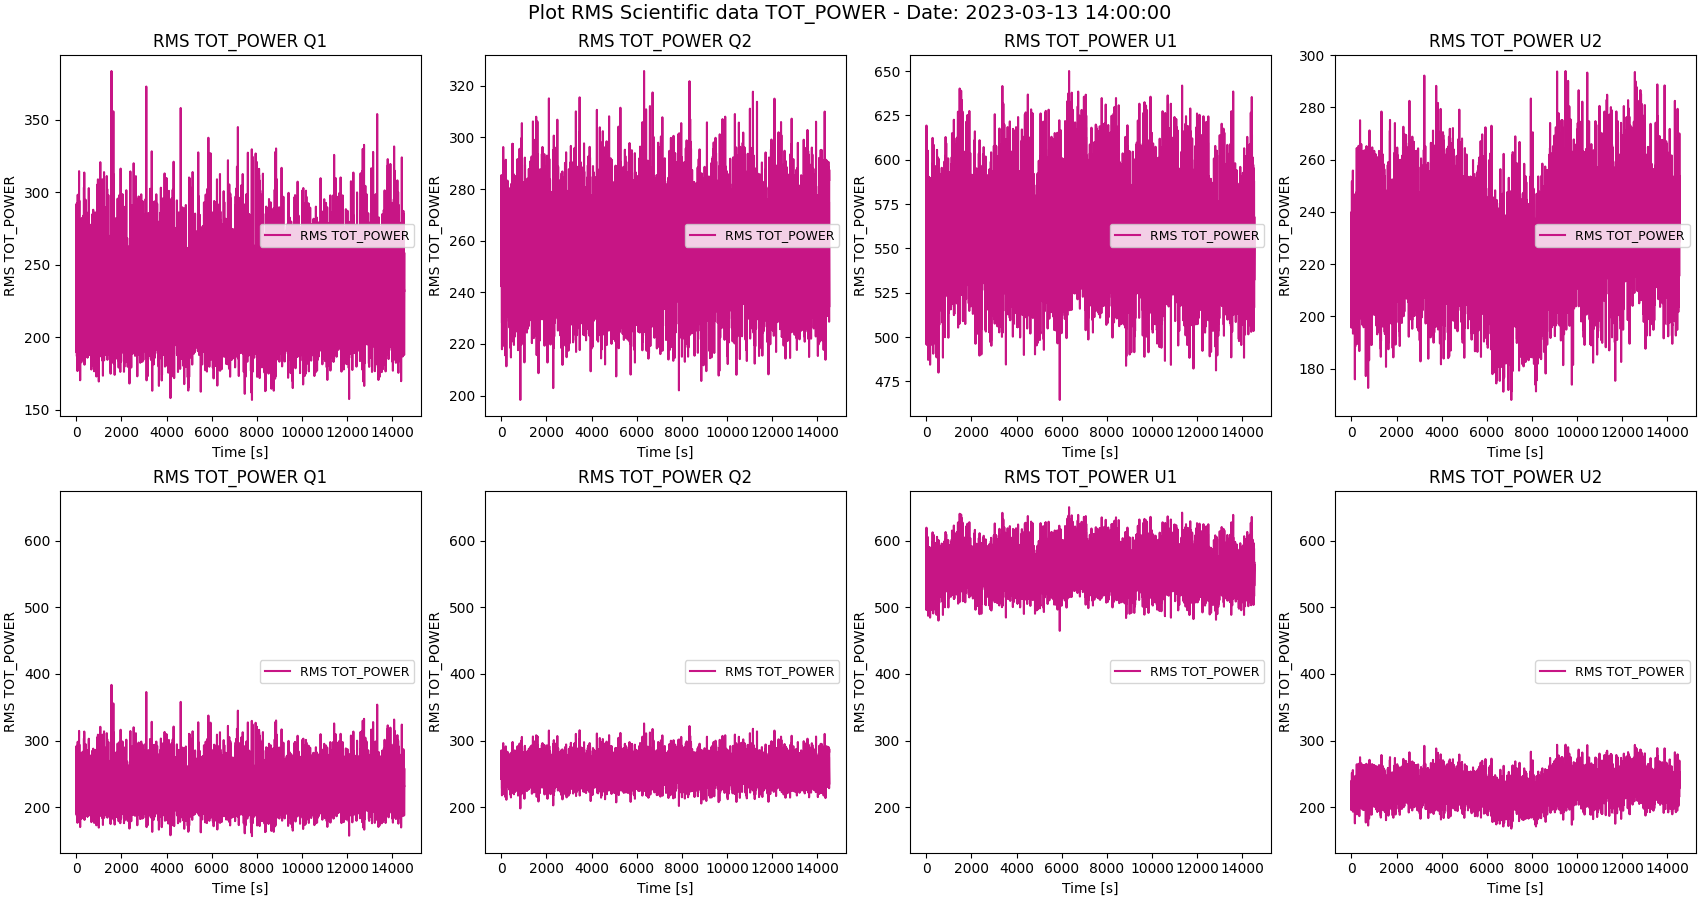 Plot RMS Scientific data TOT_POWER - Date: 2023-03-13 14:00:00
RMS TOT_POWER Q1
RMS TOT_POWER
350
300
250
200
150
RMS TOT_POWER
0 2000 4000 6000 8000 10000 12000 14000
Time [s]
RMS TOT_POWER Q2
RMS TOT_POWER
320
300
280
260
240
220
200
RMS TOT_POWER
0 2000 4000 6000 8000 10000 12000 14000
Time [s]
RMS TOT_POWER U1
RMS TOT_POWER
650
625
600
575
550
525
500
475
RMS TOT_POWER
0 2000 4000 6000 8000 10000 12000 14000
Time [s]
RMS TOT_POWER U2
RMS TOT_POWER
300
280
260
240
220
200
180
RMS TOT_POWER
0 2000 4000 6000 8000 10000 12000 14000
Time [s]
RMS TOT_POWER Q1
RMS TOT_POWER
600
500
400
300
200
RMS TOT_POWER
0 2000 4000 6000 8000 10000 12000 14000
Time [s]
RMS TOT_POWER Q2
RMS TOT_POWER
600
500
400
300
200
RMS TOT_POWER
0 2000 4000 6000 8000 10000 12000 14000
Time [s]
RMS TOT_POWER U1
RMS TOT_POWER
600
500
400
300
200
RMS TOT_POWER
0 2000 4000 6000 8000 10000 12000 14000
Time [s]
RMS TOT_POWER U2
RMS TOT_POWER
600
500
400
300
200
RMS TOT_POWER
0 2000 4000 6000 8000 10000 12000 14000
Time [s]